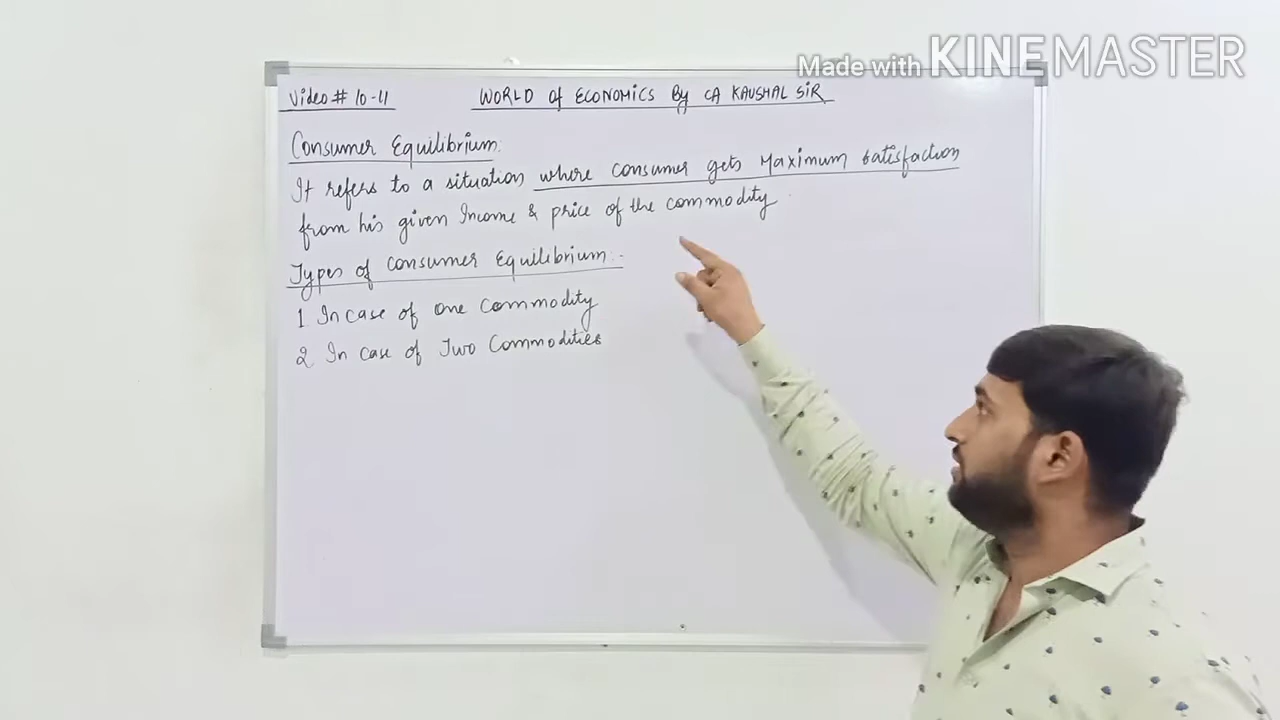 Made with KINEMASTER
Video # 10-11
WORLD of ECONOMICS By CA KAUSHAL SIR
Consumer Equilibrium
It refers to a situation where consumer gets Maximum satisfaction
from his given Income & price of the commodity
Types of consumer Equilibrium :-
1 In case of one commodity
2 In case of Two Commodities